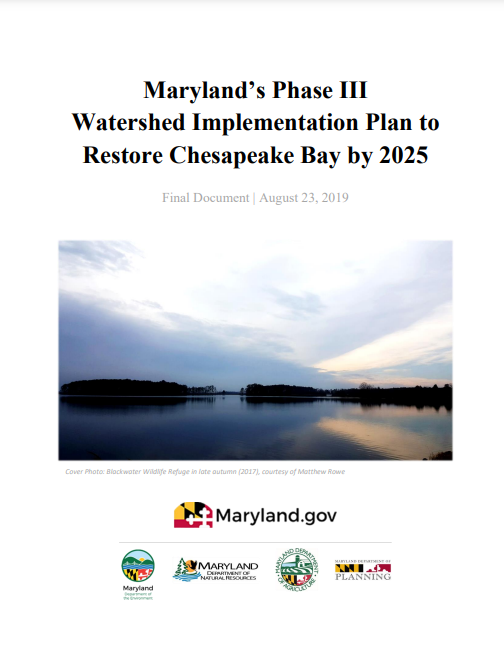 Maryland’s Phase III
Watershed Implementation Plan to
Restore Chesapeake Bay by 2025
Final Document | August 23, 2019
Cover Photo: Blackwater Wildlife Refuge in late autumn (2017), courtesy of Matthew Rowe
Maryland.gov
Maryland
Department of
the Environment
MARYLAND
DEPARTMENT OF
NATURAL RESOURCES
MARYLAND DEPARTMENT
OF AGRICULTURE
MARYLAND DEPARTMENT OF
PLANNING